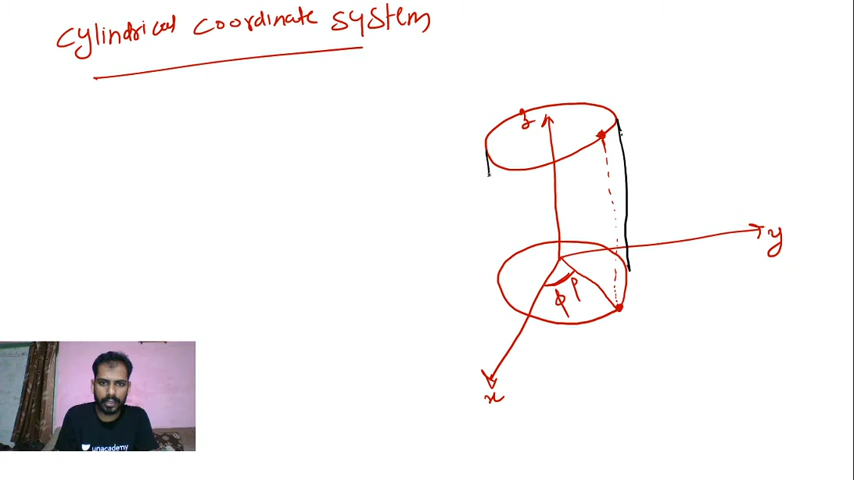 cylindrical coordinate system
z
y
ϕ ρ
x
unacademy